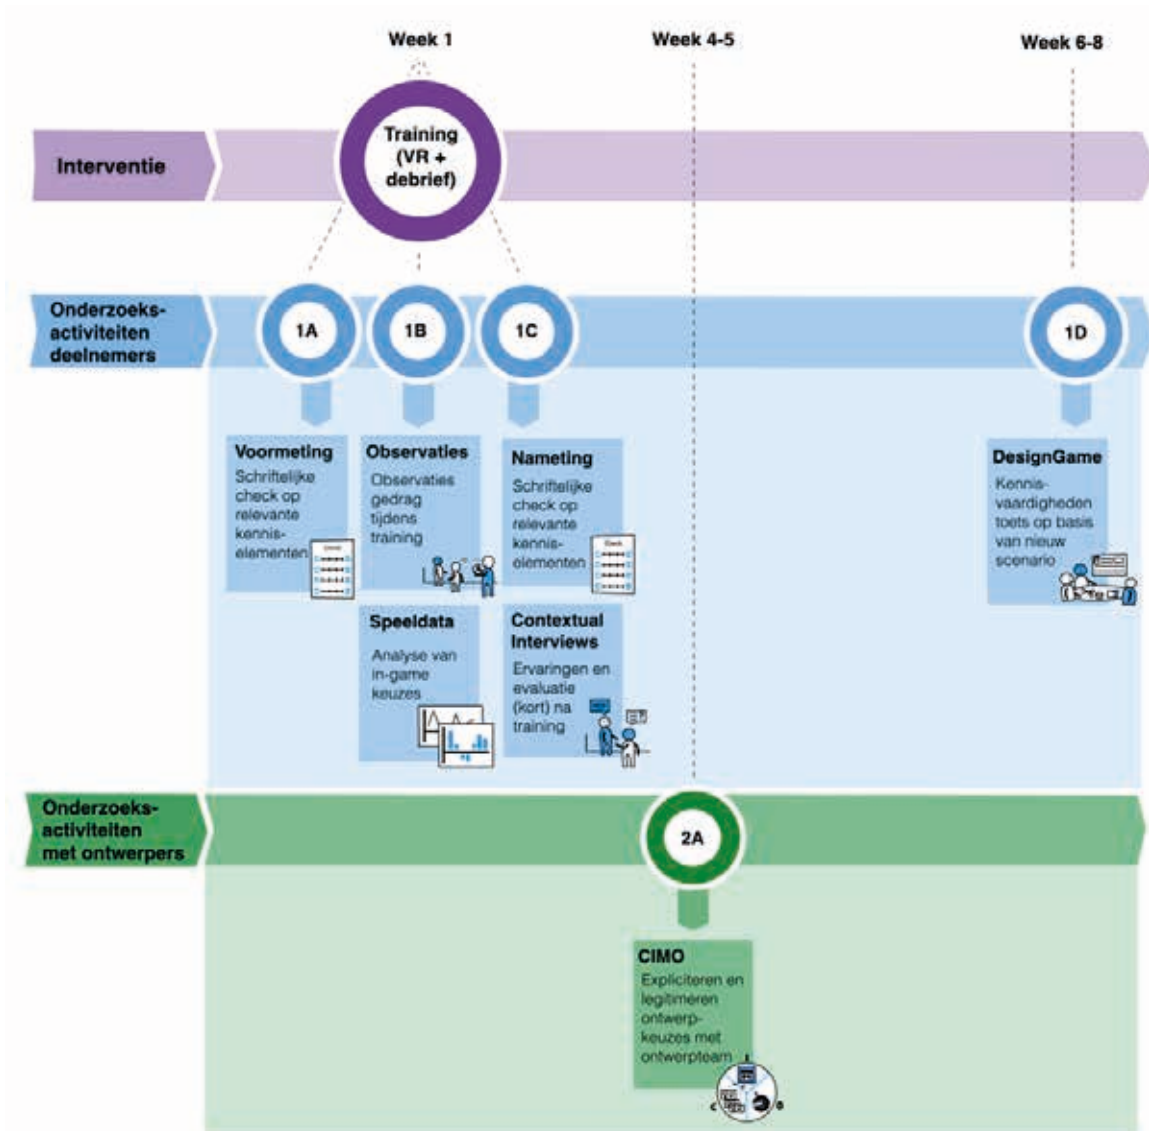 Week 1
Week 4-5
Week 6-8
Interventie
Training
(VR +
debrief)
Onderzoeks-
activiteiten
deelnemers
1A
1B
1C
1D
Voormeting
Schriftelijke
check op
relevante
kennis-
elementen
Observaties
Observaties
gedrag
tijdens
training
Nameting
Schriftelijke
check op
relevante
kennis-
elementen
DesignGame
Kennis-
vaardigheden
toets op basis
van nieuw
scenario
Speeldata
Analyse van
in-game
keuzes
Contextual
Interviews
Ervaringen en
evaluatie
(kort) na
training
Onderzoeks-
activiteiten
met ontwerpers
2A
CIMO
Expliciteren en
legitimeren
ontwerp-
keuzes met
ontwerpteam
I
C